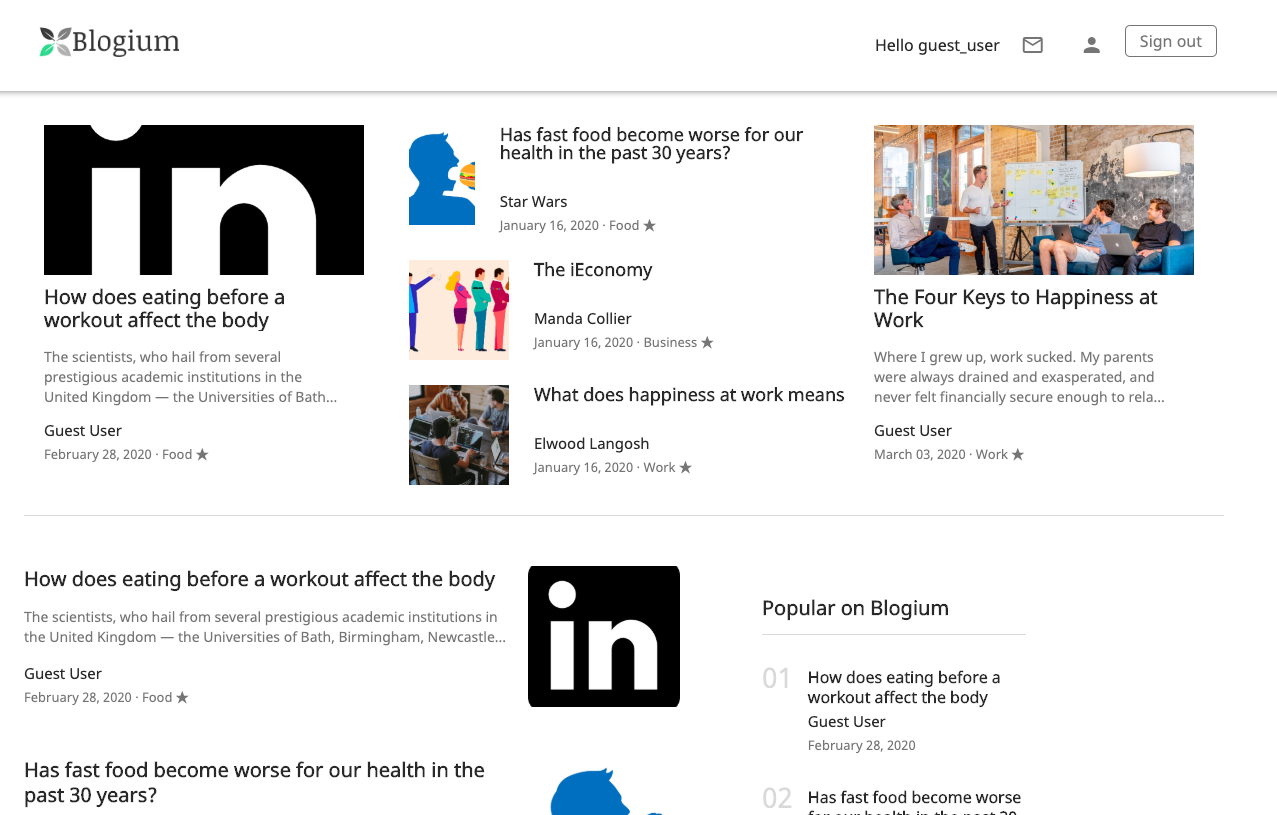 Blogium
Hello guest_user
Sign out
in
How does eating before a
workout affect the body
The scientists, who hail from several
prestigious academic institutions in the
United Kingdom — the Universities of Bath...
Guest User
February 28, 2020 · Food ★
Has fast food become worse for our
health in the past 30 years?
Star Wars
January 16, 2020 · Food ★
The iEconomy
Manda Collier
January 16, 2020 · Business ★
What does happiness at work means
Elwood Langosh
January 16, 2020 · Work ★
The Four Keys to Happiness at
Work
Where I grew up, work sucked. My parents
were always drained and exasperated, and
never felt financially secure enough to rela...
Guest User
March 03, 2020 · Work ★
How does eating before a workout affect the body
The scientists, who hail from several prestigious academic institutions in
the United Kingdom — the Universities of Bath, Birmingham, Newcastle...
Guest User
February 28, 2020 · Food ★
in
Has fast food become worse for our health in the
past 30 years?
Popular on Blogium
01
How does eating before a
workout affect the body
Guest User
February 28, 2020
02
Has fast food become worse
for our health in the past 30